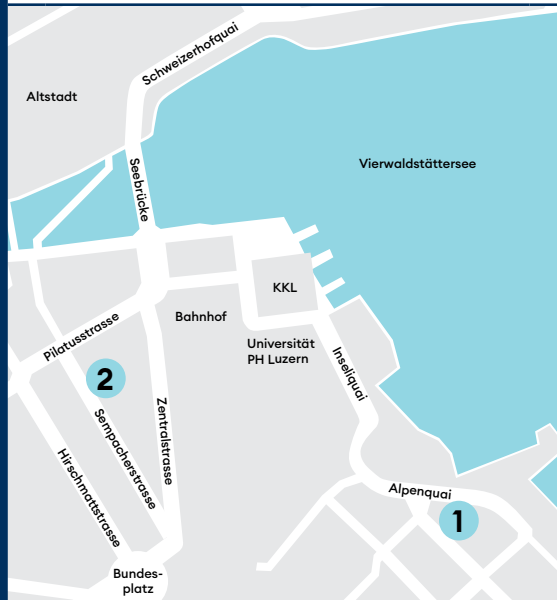 Schweizerhofquai
Altstadt
Vierwaldstättersee
Seebrücke
KKL
Bahnhof
Pilatusstrasse
Universität
PH Luzern
Inseliquai
2
Zentralstrasse
Sempacherstrasse
Hirschmattstrasse
Alpenquai
1
Bundes-
platz